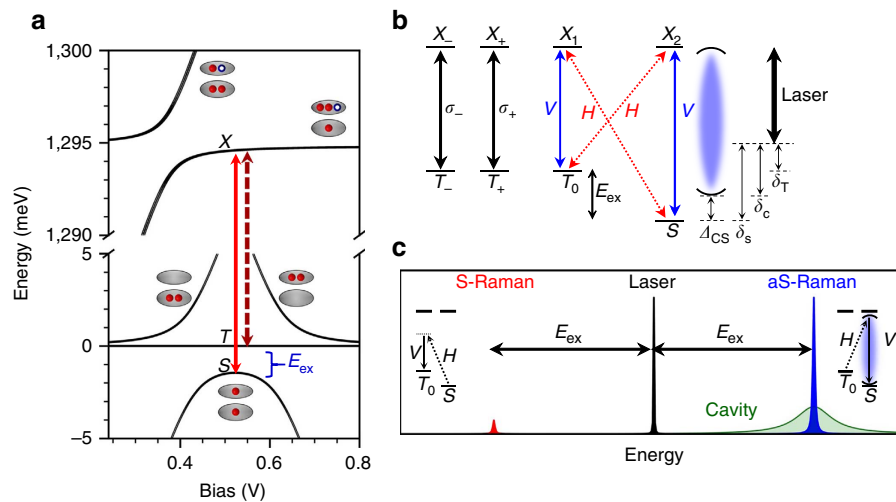 a
1,300
1,295
1,290
5
0
−5
Energy (meV)
X
T
S
E_ex
0.4
0.6
0.8
Bias (V)
b
X_− X_+ X_1 X_2
σ_− σ_+ V H H V
Laser
T_− T_+ T_0
E_ex
S
Δ_CS δ_s δ_c δ_T
c
S-Raman Laser aS-Raman
E_ex E_ex
V H
T_0 S
H V
T_0 S
Cavity
Energy